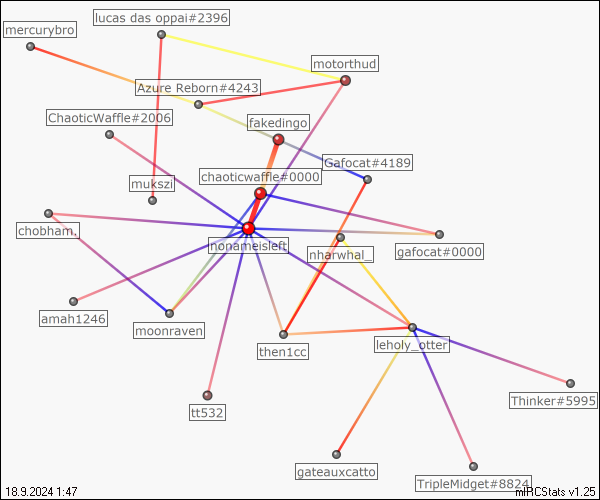 lucas das oppai#2396
mercurybro
motorthud
Azure Reborn#4243
ChaoticWaffle#2006
fakedingo
Gafocat#4189
chaoticwaffle#0000
mukszi
chobham.
nonameisleft
nharwhal_
gafocat#0000
amah1246
moonraven
then1cc
leholy_otter
Thinker#5995
tt532
gateauxcatto
TripleMidget#8824
18.9.2024 1:47
mIRCStats v1.25